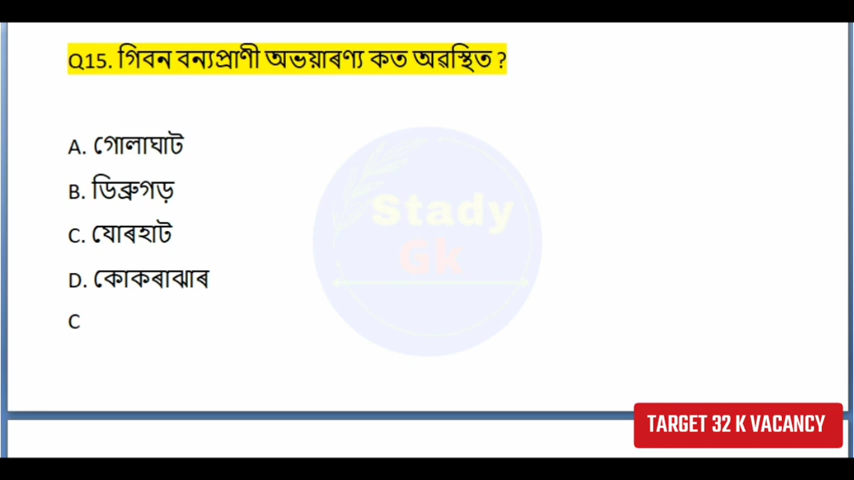 Q15. গিবন বন্যপ্ৰাণী অভয়াৰণ্য কত অৱস্থিত ?
A. গোলাঘাট
B. ডিব্ৰুগড়
C. যোৰহাট
D. কোকৰাঝাৰ
C
Stady
Gk
TARGET 32 K VACANCY